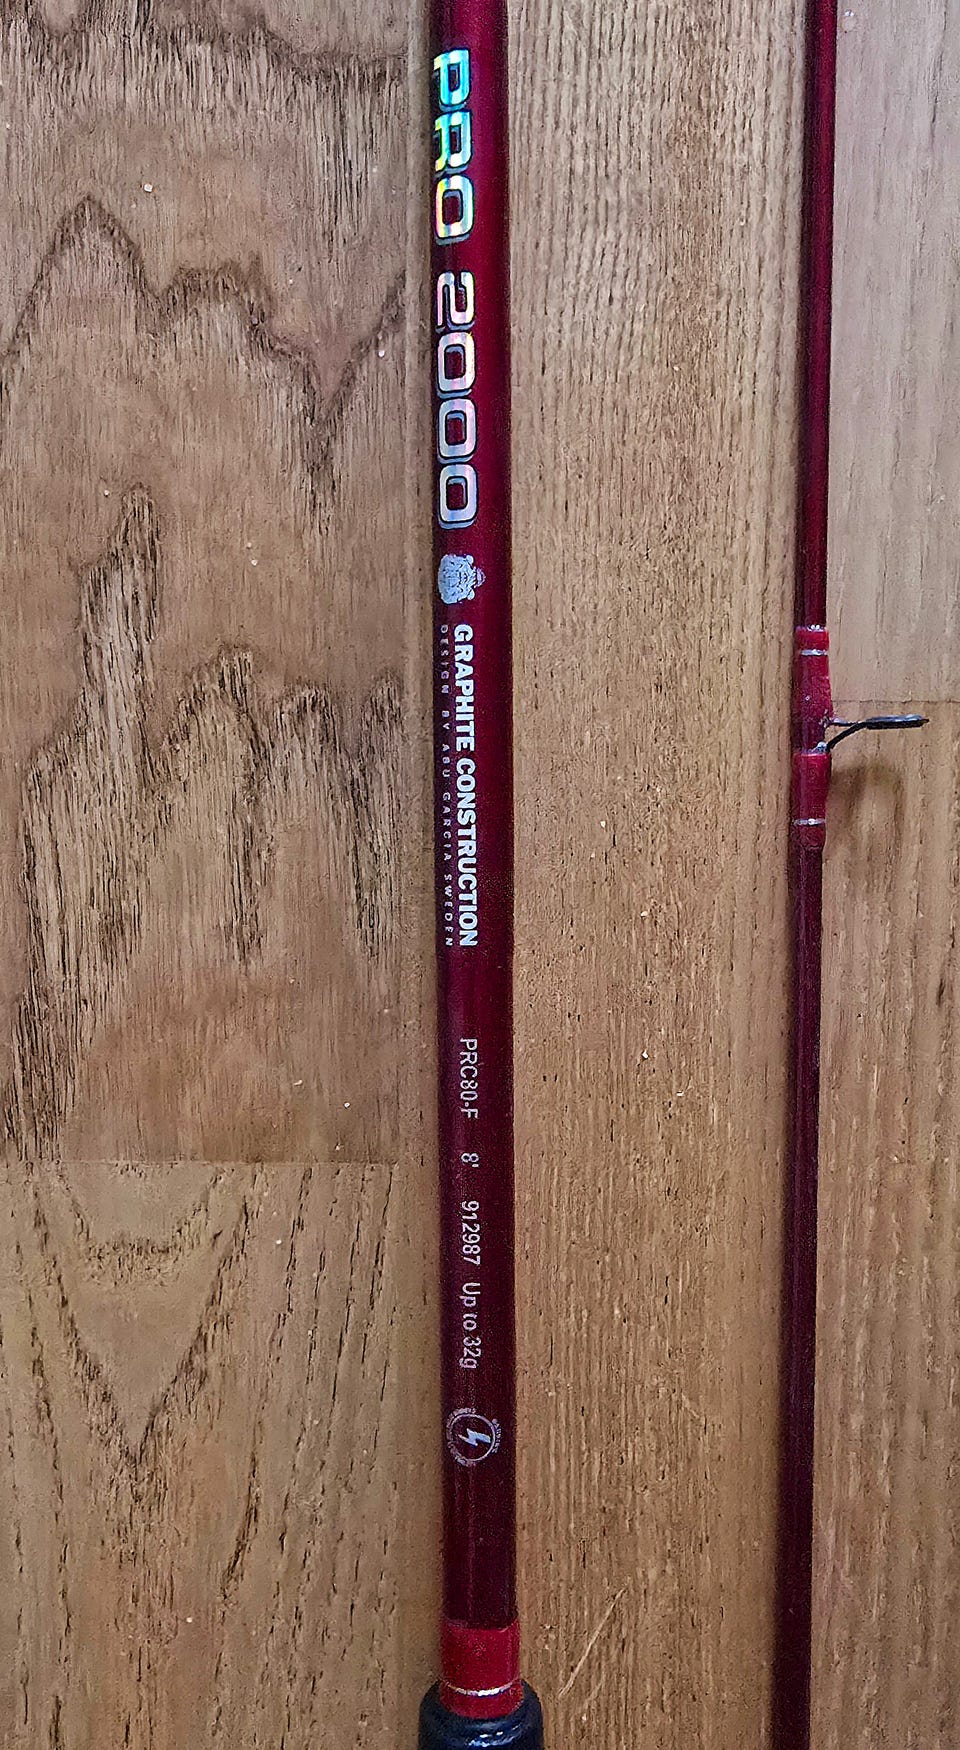 PRO 2000
GRAPHITE CONSTRUCTION
DESIGN BY ABU GARCIA SWEDEN
PRC80-F 8' 912987 Up to 32g